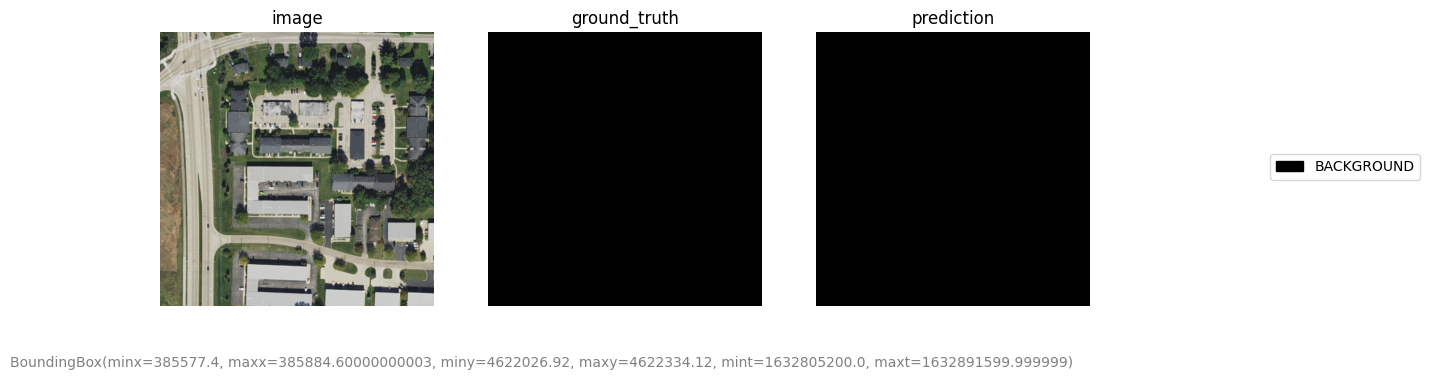 image
ground_truth
prediction
BACKGROUND
BoundingBox(minx=385577.4, maxx=385884.60000000003, miny=4622026.92, maxy=4622334.12, mint=1632805200.0, maxt=1632891599.999999)